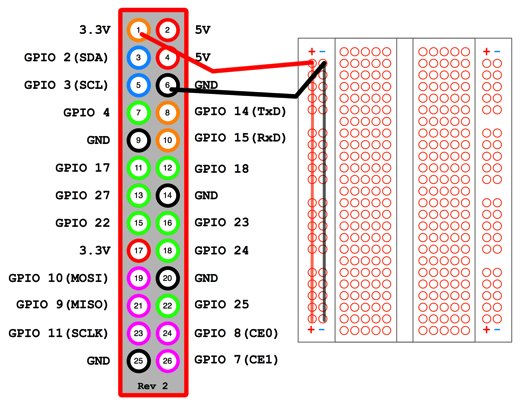 3.3V 1 2 5V
GPIO 2(SDA) 3 4 5V
GPIO 3(SCL) 5 6 GND
GPIO 4 7 8 GPIO 14(TxD)
GND 9 10 GPIO 15(RxD)
GPIO 17 11 12 GPIO 18
GPIO 27 13 14 GND
GPIO 22 15 16 GPIO 23
3.3V 17 18 GPIO 24
GPIO 10(MOSI) 19 20 GND
GPIO 9(MISO) 21 22 GPIO 25
GPIO 11(SCLK) 23 24 GPIO 8(CE0)
GND 25 26 GPIO 7(CE1)
Rev 2
+ − + −
+ − + −